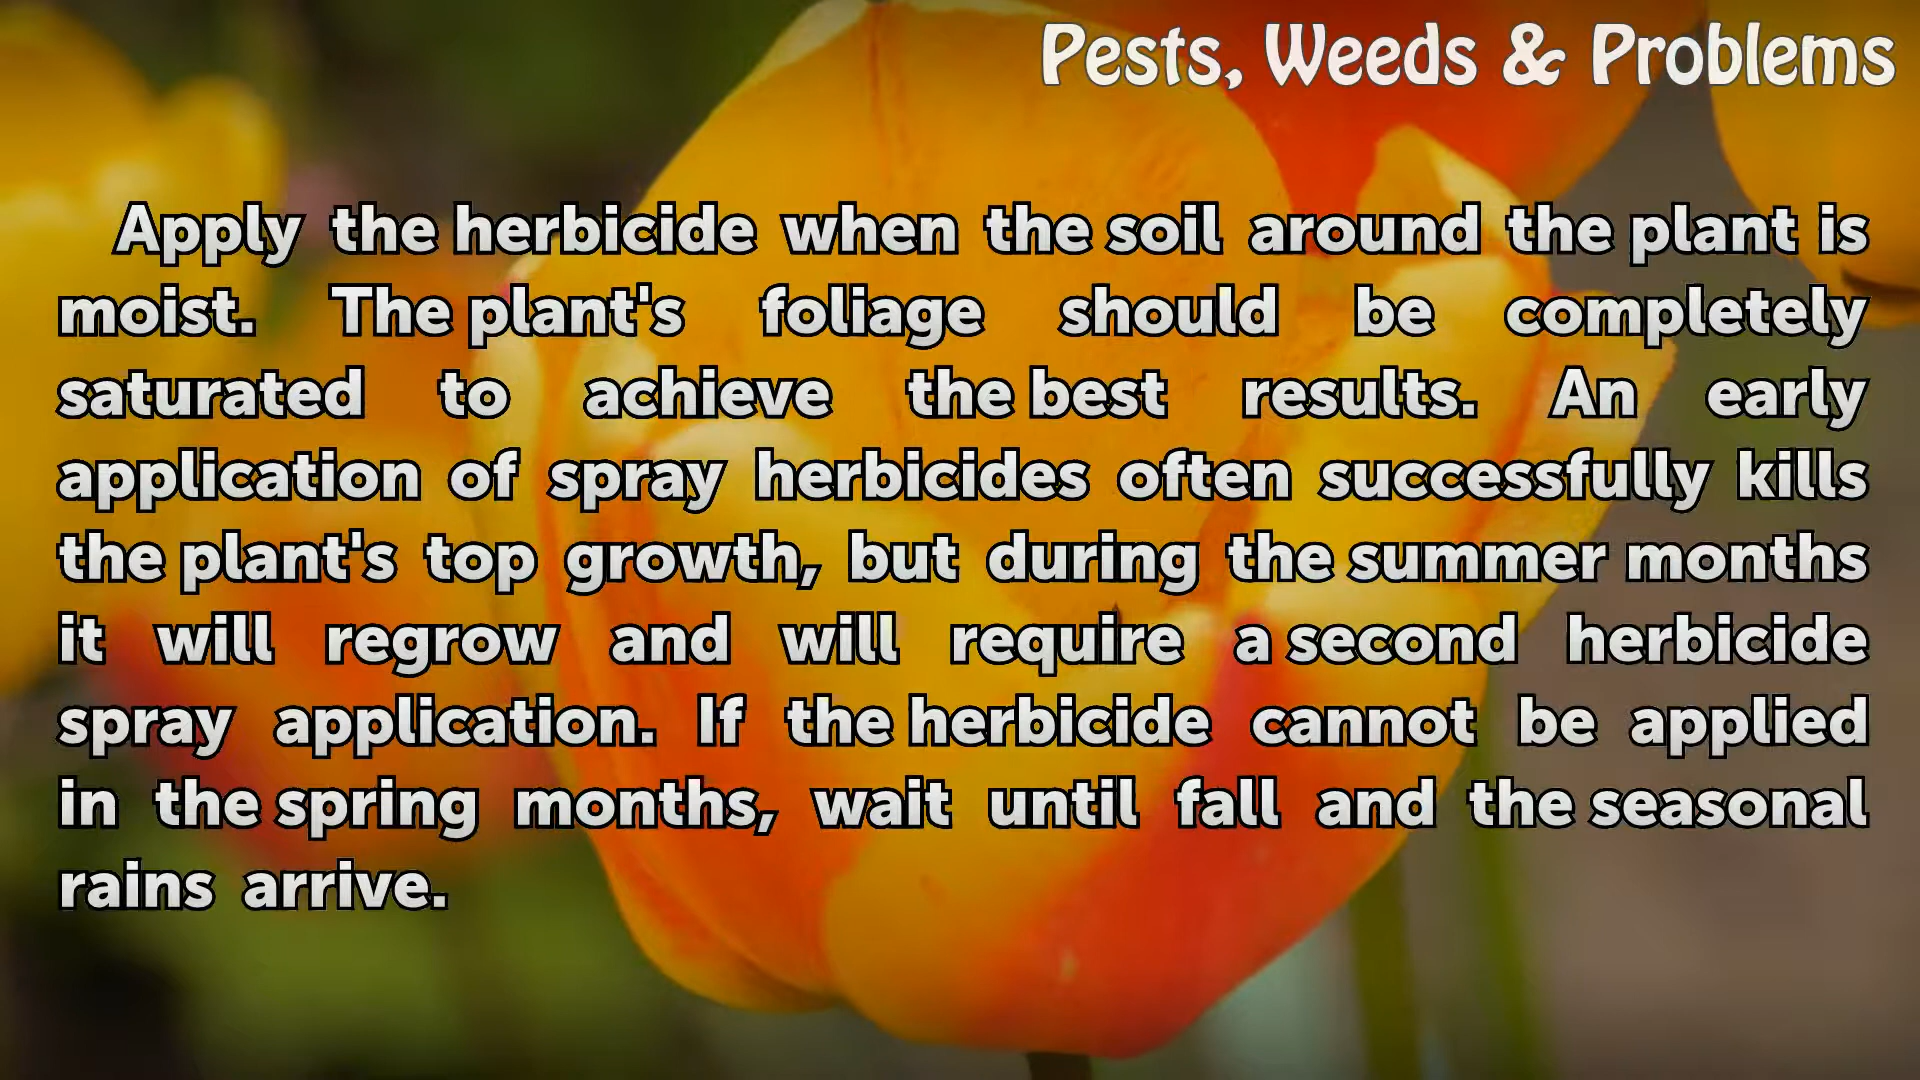 Pests, Weeds & Problems
Apply the herbicide when the soil around the plant is
moist. The plant's foliage should be completely
saturated to achieve the best results. An early
application of spray herbicides often successfully kills
the plant's top growth, but during the summer months
it will regrow and will require a second herbicide
spray application. If the herbicide cannot be applied
in the spring months, wait until fall and the seasonal
rains arrive.